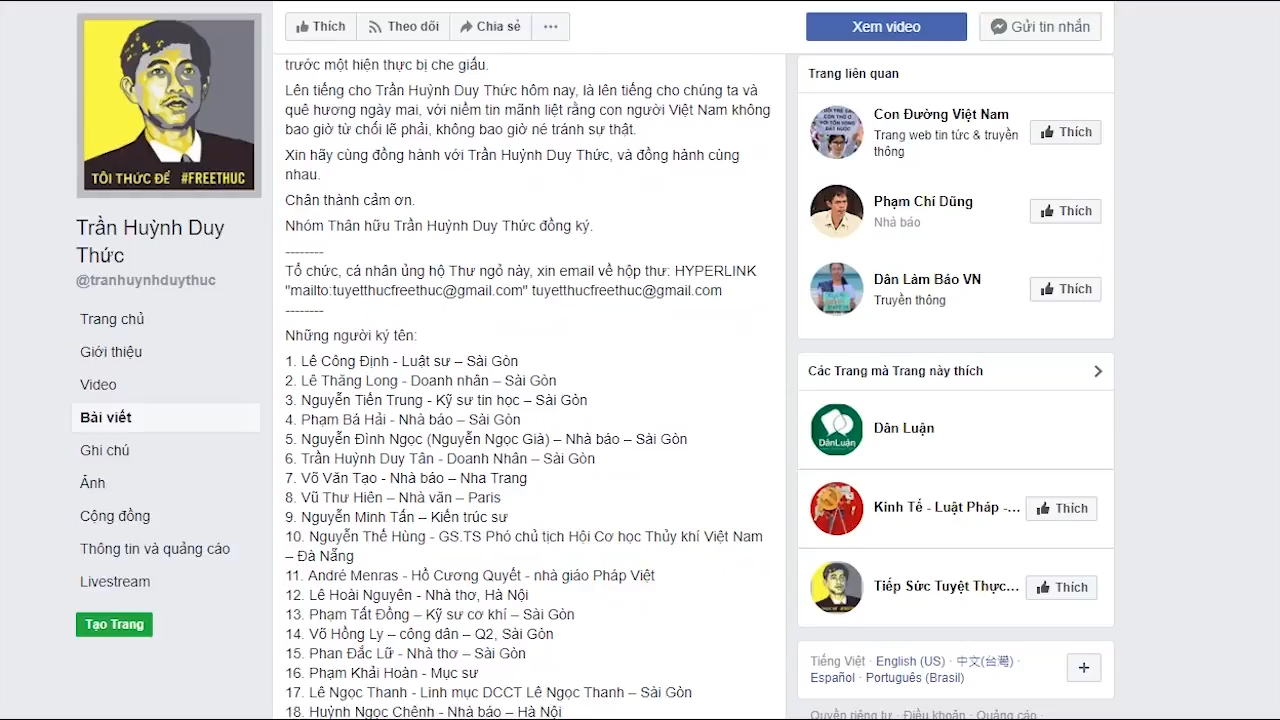 TÔI THỨC ĐỂ #FREETHUC
Trần Huỳnh Duy
Thức
@tranhuynhduythuc
Trang chủ
Giới thiệu
Video
Bài viết
Ghi chú
Ảnh
Cộng đồng
Thông tin và quảng cáo
Livestream
Tạo Trang
Thích
Theo dõi
Chia sẻ
Xem video
Gửi tin nhắn
trước một hiện thực bị che giấu.
Lên tiếng cho Trần Huỳnh Duy Thức hôm nay, là lên tiếng cho chúng ta và
quê hương ngày mai, với niềm tin mãnh liệt rằng con người Việt Nam không
bao giờ từ chối lẽ phải, không bao giờ né tránh sự thật.
Xin hãy cùng đồng hành với Trần Huỳnh Duy Thức, và đồng hành cùng
nhau.
Chân thành cảm ơn.
Nhóm Thân hữu Trần Huỳnh Duy Thức đồng ký.
--------
Tổ chức, cá nhân ủng hộ Thư ngỏ này, xin email về hộp thư: HYPERLINK
"mailto:tuyetthucfreethuc@gmail.com" tuyetthucfreethuc@gmail.com
--------
Những người ký tên:
1. Lê Công Định - Luật sư – Sài Gòn
2. Lê Thăng Long - Doanh nhân – Sài Gòn
3. Nguyễn Tiến Trung - Kỹ sư tin học – Sài Gòn
4. Phạm Bá Hải - Nhà báo – Sài Gòn
5. Nguyễn Đình Ngọc (Nguyễn Ngọc Già) – Nhà báo – Sài Gòn
6. Trần Huỳnh Duy Tân - Doanh Nhân – Sài Gòn
7. Võ Văn Tạo - Nhà báo – Nha Trang
8. Vũ Thư Hiên – Nhà văn – Paris
9. Nguyễn Minh Tấn – Kiến trúc sư
10. Nguyễn Thế Hùng - GS.TS Phó chủ tịch Hội Cơ học Thủy khí Việt Nam
– Đà Nẵng
11. André Menras - Hồ Cương Quyết - nhà giáo Pháp Việt
12. Lê Hoài Nguyên - Nhà thơ, Hà Nội
13. Phạm Tất Đồng – Kỹ sư cơ khí – Sài Gòn
14. Võ Hồng Ly – công dân – Q2, Sài Gòn
15. Phan Đắc Lữ - Nhà thơ – Sài Gòn
16. Phạm Khải Hoàn - Mục sư
17. Lê Ngọc Thanh - Linh mục DCCT Lê Ngọc Thanh – Sài Gòn
18. Huỳnh Ngọc Chênh - Nhà báo – Hà Nội
Trang liên quan
Con Đường Việt Nam
Trang web tin tức & truyền
thông
Thích
Phạm Chí Dũng
Nhà báo
Thích
Dân Làm Báo VN
Truyền thông
Thích
Các Trang mà Trang này thích
DânLuận
Dân Luận
Kinh Tế - Luật Pháp -...
Thích
Tiếp Sức Tuyệt Thực...
Thích
Tiếng Việt · English (US) · 中文(台灣) ·
Español · Português (Brasil)
Quyền riêng tư · Điều khoản · Quảng cáo ·